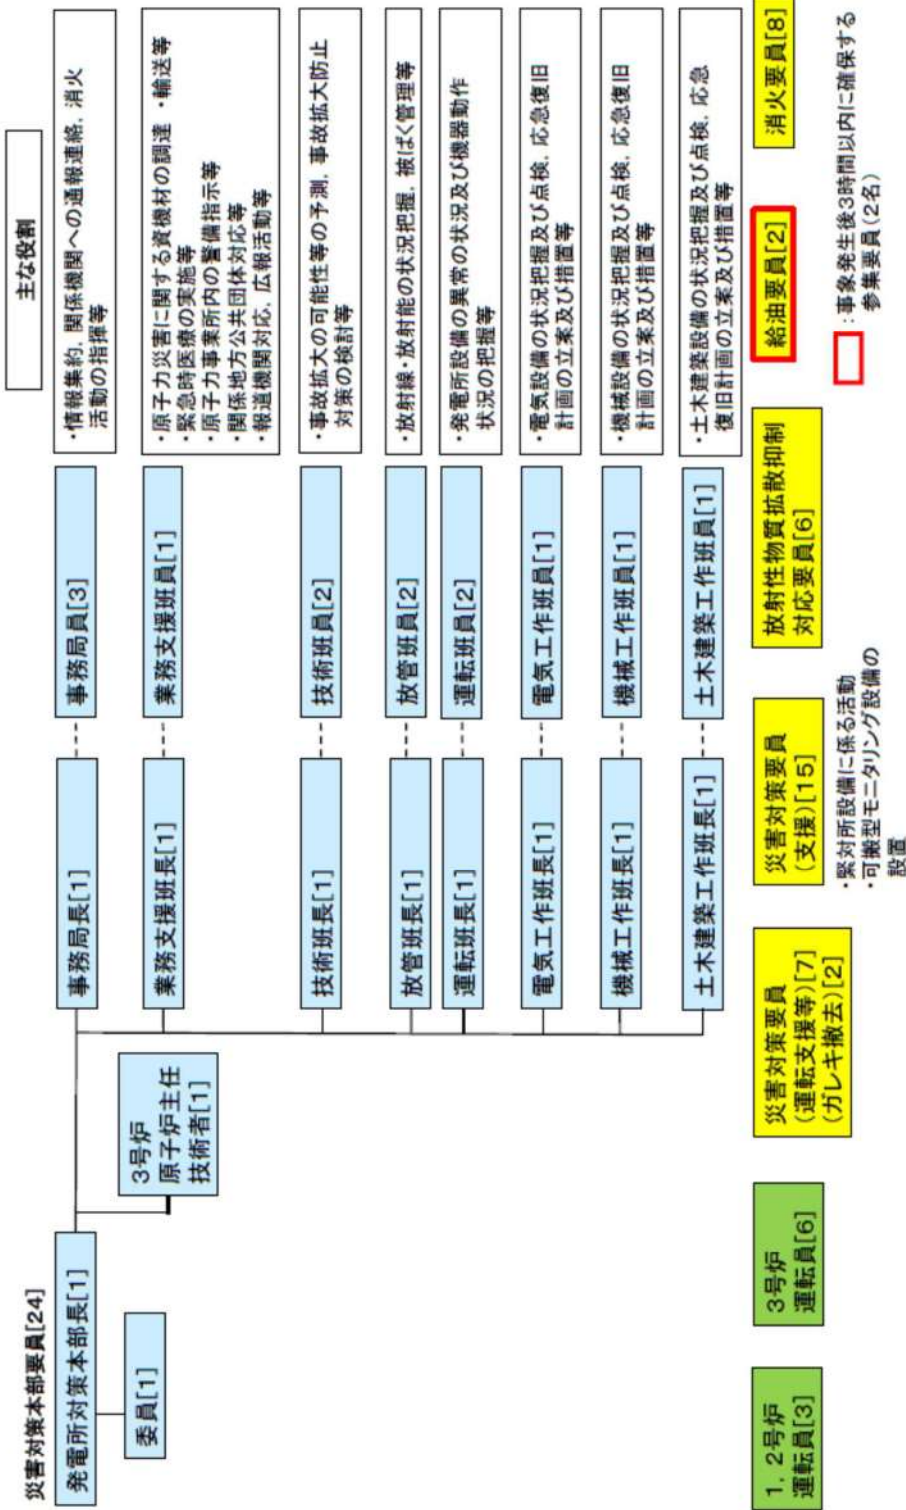 災害対策本部要員[24]
発電所対策本部長[1]
委員[1]
3号炉
原子炉主任
技術者[1]
主な役割
事務局長[1]
事務局員[3]
・情報集約，関係機関への通報連絡，消火
活動の指揮等
業務支援班長[1]
業務支援班員[1]
・原子力災害に関する資機材の調達・輸送等
・緊急時医療の実施等
・原子力事業所内の警備指示等
・関係地方公共団体対応等
・報道機関対応，広報活動等
技術班長[1]
技術班員[2]
・事故拡大の可能性等の予測，事故拡大防止
対策の検討等
放管班長[1]
放管班員[2]
・放射線・放射能の状況把握，被ばく管理等
運転班長[1]
運転班員[2]
・発電所設備の異常の状況及び機器動作
状況の把握等
電気工作班長[1]
電気工作班員[1]
・電気設備の状況把握及び点検，応急復旧
計画の立案及び措置等
機械工作班長[1]
機械工作班員[1]
・機械設備の状況把握及び点検，応急復旧
計画の立案及び措置等
土木建築工作班長[1]
土木建築工作班員[1]
・土木建築設備の状況把握及び点検，応急
復旧計画の立案及び措置等
1，2号炉
運転員[3]
3号炉
運転員[6]
災害対策要員
(運転支援等)[7]
(ガレキ撤去)[2]
災害対策要員
(支援)[15]
・緊対所設備に係る活動
・可搬型モニタリング設備の
設置
放射性物質拡散抑制
対応要員[6]
給油要員[2]
消火要員[8]
：事象発生後3時間以内に確保する
参集要員(2名)